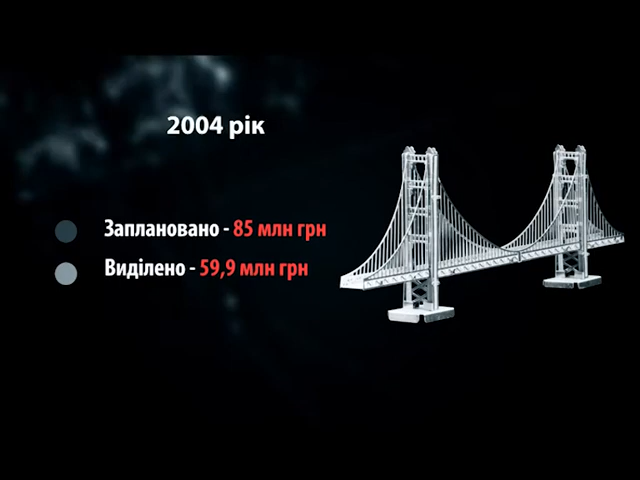 2004 рік
Заплановано - 85 млн грн
Виділено - 59,9 млн грн